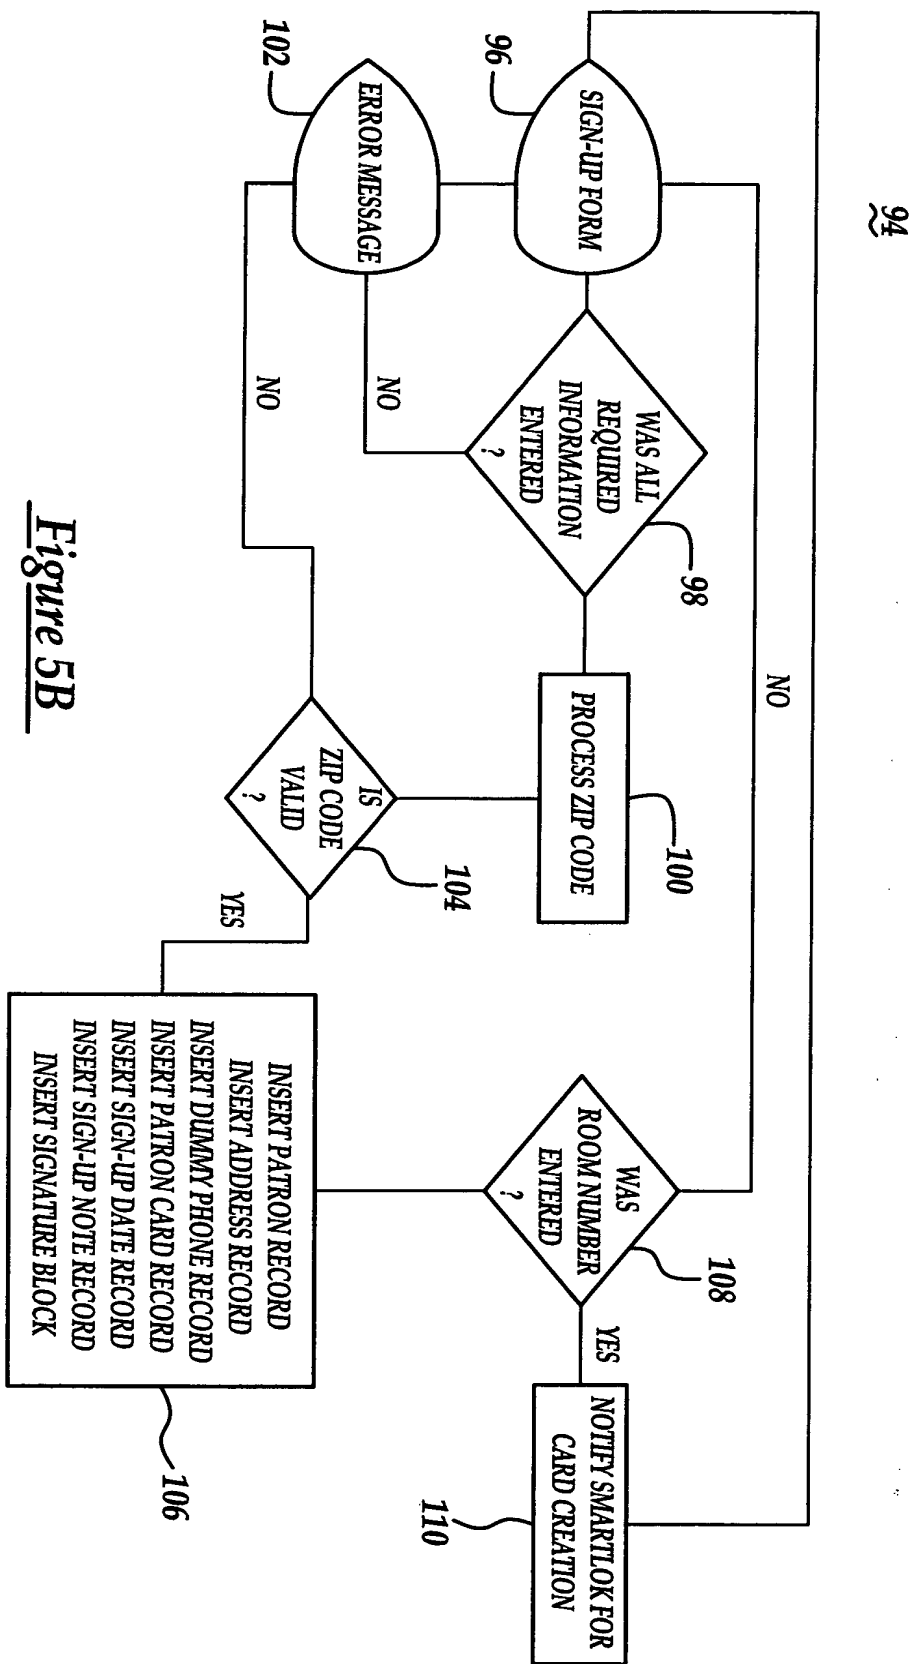 94
SIGN-UP FORM
96
WAS ALL
REQUIRED
INFORMATION
ENTERED
?
98
PROCESS ZIP CODE
100
ERROR MESSAGE
102
NO
NO
NO
IS
ZIP CODE
VALID
?
104
YES
WAS
ROOM NUMBER
ENTERED
?
108
YES
NOTIFY SMARTLOK FOR
CARD CREATION
110
INSERT PATRON RECORD
INSERT ADDRESS RECORD
INSERT DUMMY PHONE RECORD
INSERT PATRON CARD RECORD
INSERT SIGN-UP DATE RECORD
INSERT SIGN-UP NOTE RECORD
INSERT SIGNATURE BLOCK
106
Figure 5B